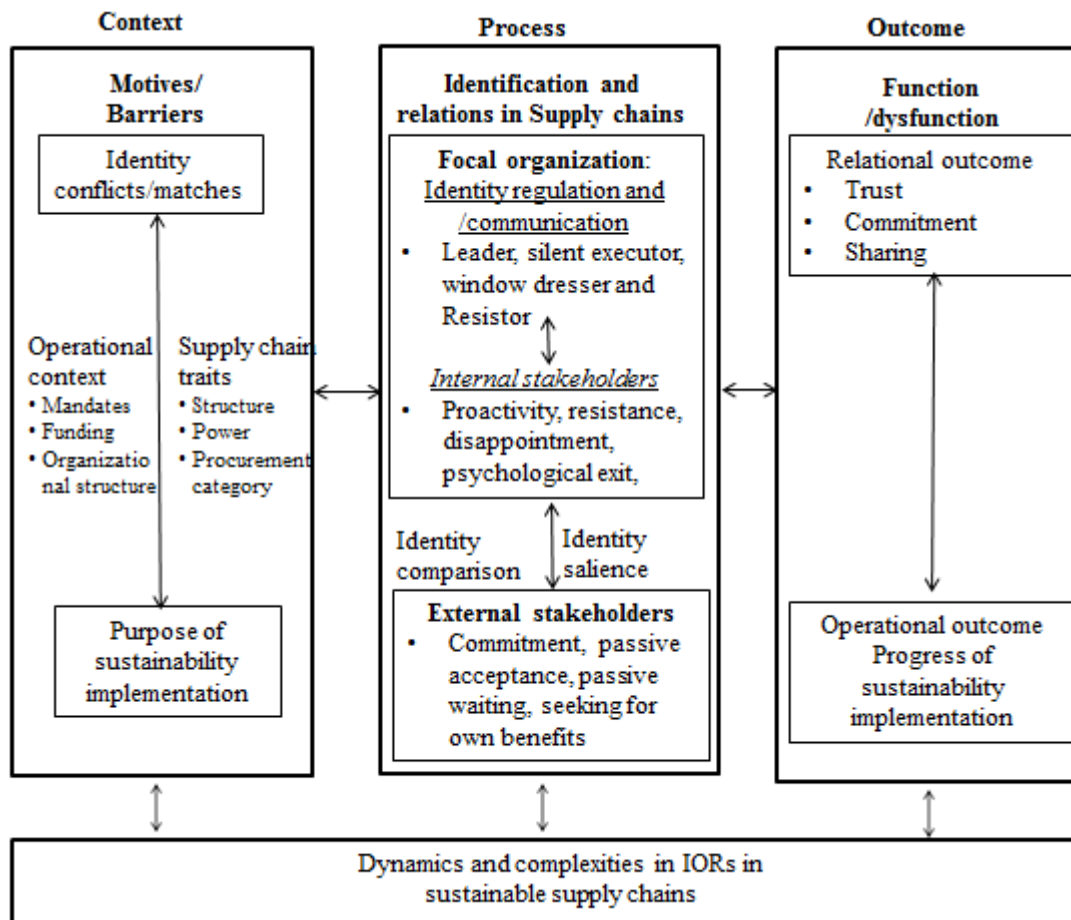 Context
Motives/
Barriers
Identity
conflicts/matches
Operational
context
• Mandates
• Funding
• Organizatio
nal structure
Supply chain
traits
• Structure
• Power
• Procurement
category
Purpose of
sustainability
implementation
Process
Identification and
relations in Supply chains
Focal organization:
Identity regulation and
/communication
• Leader, silent executor,
window dresser and
Resistor
Internal stakeholders
• Proactivity, resistance,
disappointment,
psychological exit,
Identity
comparison
Identity
salience
External stakeholders
• Commitment, passive
acceptance, passive
waiting, seeking for
own benefits
Outcome
Function
/dysfunction
Relational outcome
• Trust
• Commitment
• Sharing
Operational outcome
Progress of
sustainability
implementation
Dynamics and complexities in IORs in
sustainable supply chains